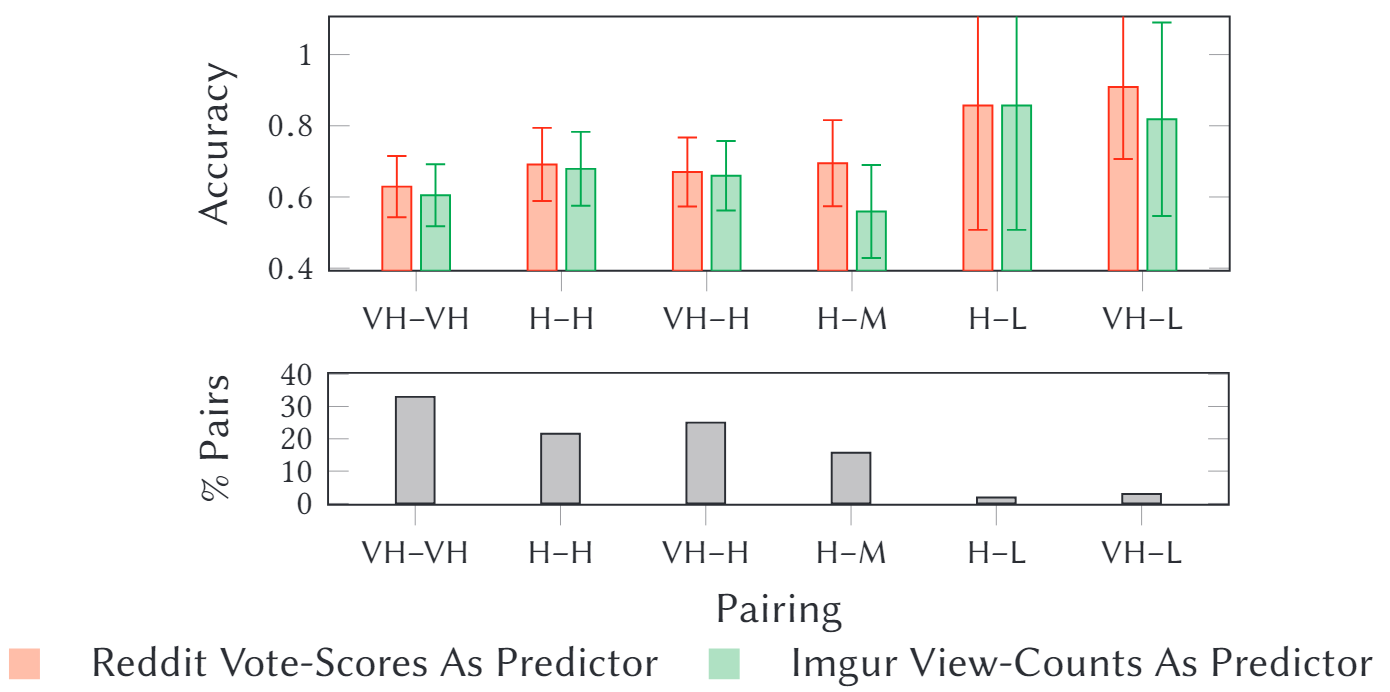 Accuracy
1
0.8
0.6
0.4
VH–VH H–H VH–H H–M H–L VH–L
% Pairs
40
30
20
10
0
VH–VH H–H VH–H H–M H–L VH–L
Pairing
Reddit Vote-Scores As Predictor Imgur View-Counts As Predictor